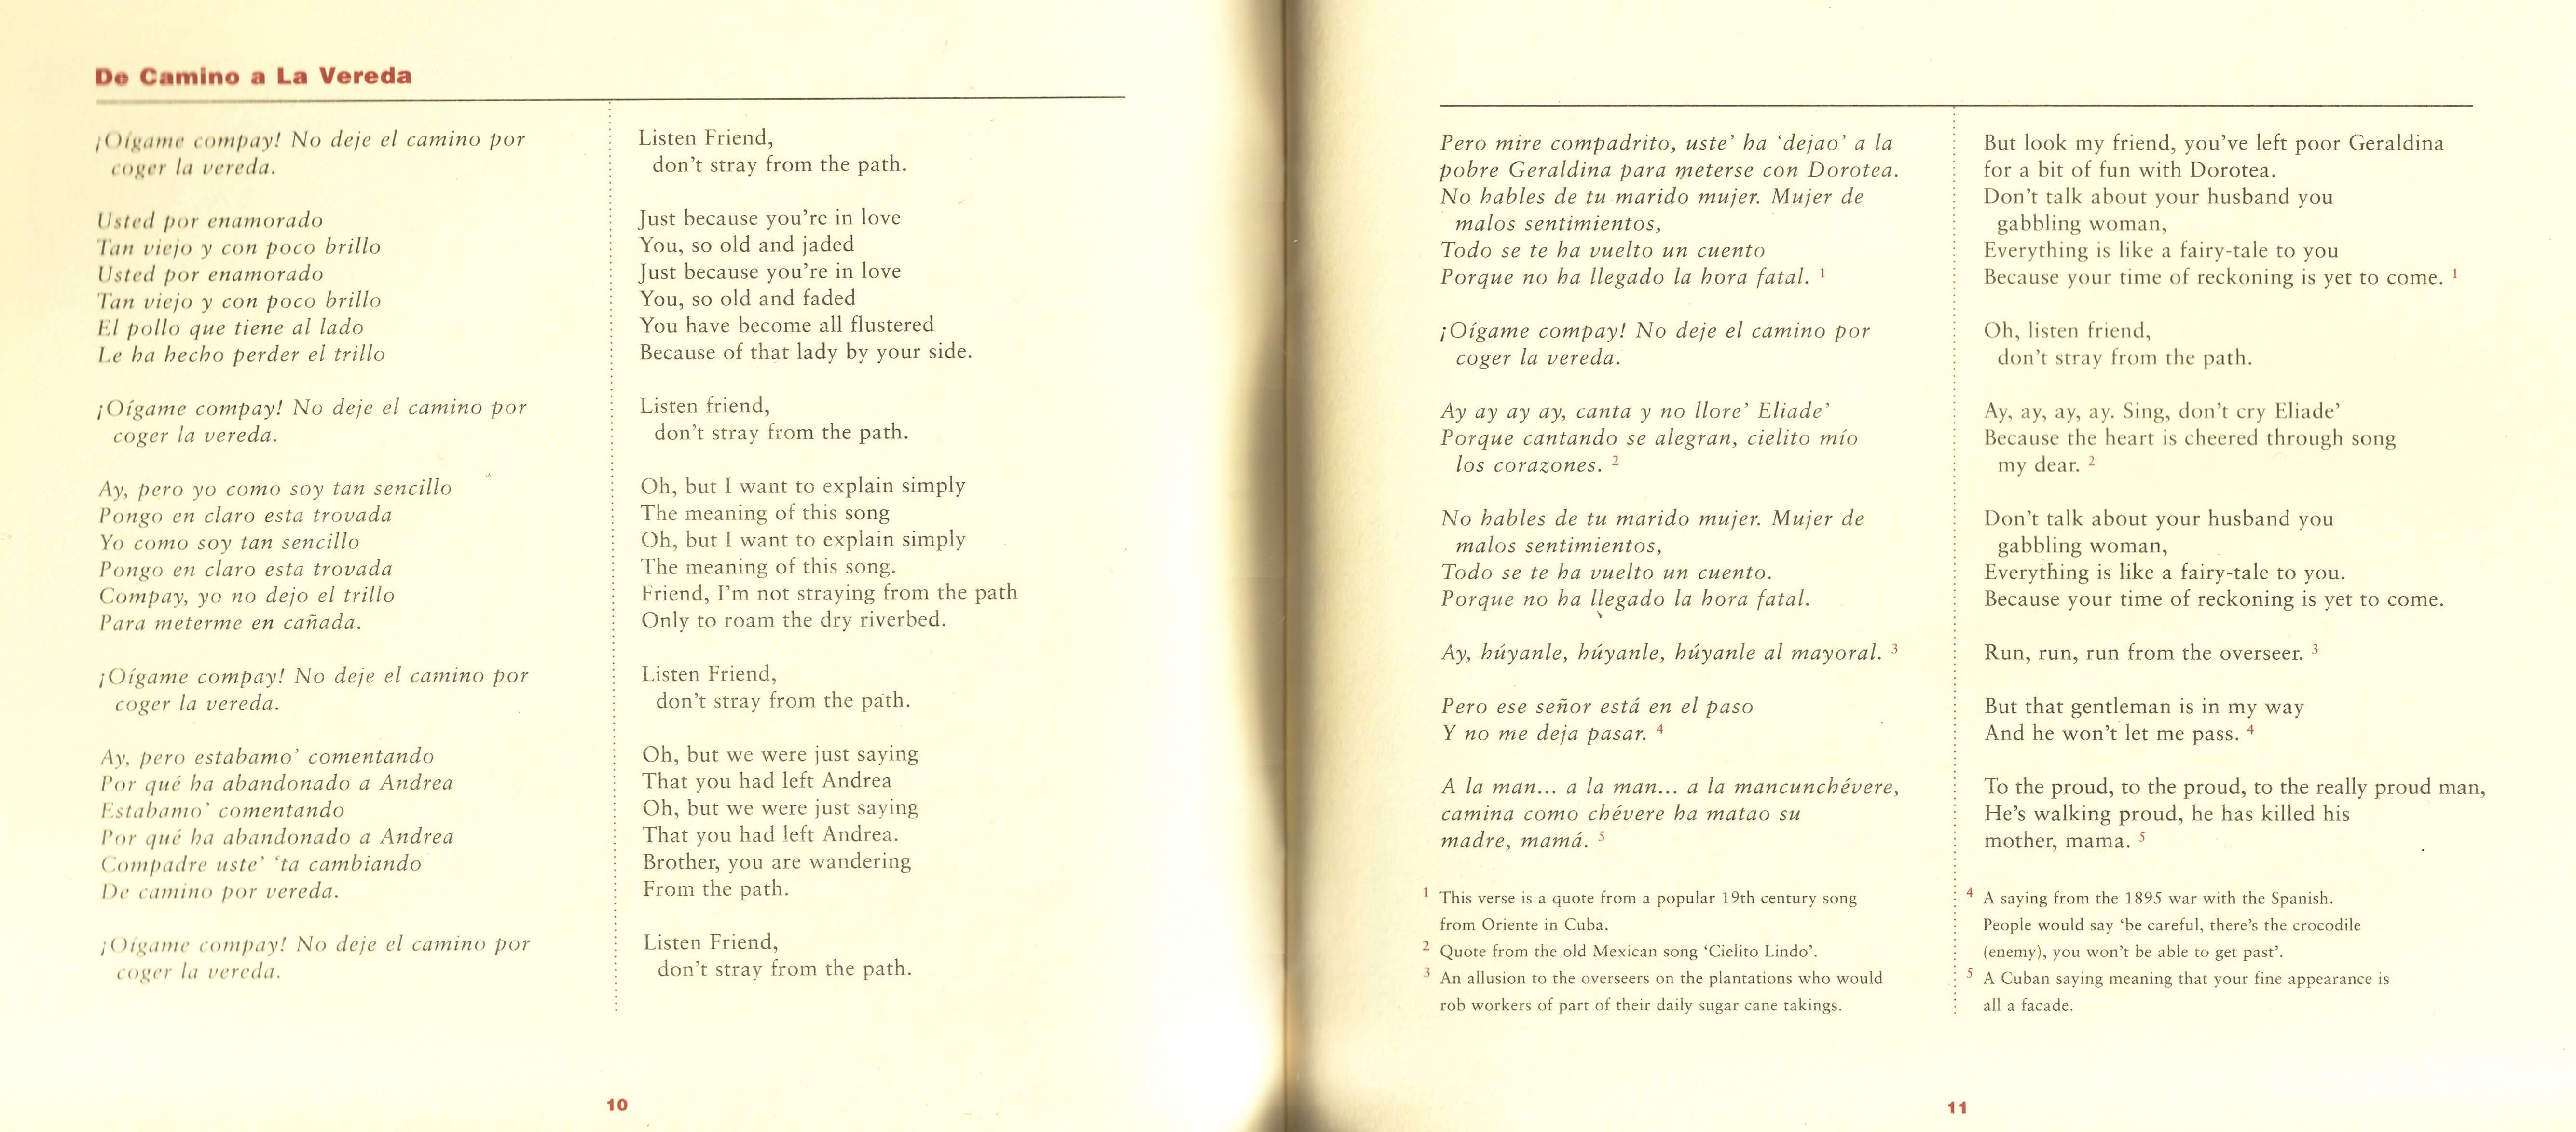 De Camino a La Vereda
¡Oígame compay! No deje el camino por
coger la vereda.
Usted por enamorado
Tan viejo y con poco brillo
Usted por enamorado
Tan viejo y con poco brillo
El pollo que tiene al lado
Le ha hecho perder el trillo
¡Oígame compay! No deje el camino por
coger la vereda.
Ay, pero yo como soy tan sencillo
Pongo en claro esta trovada
Yo como soy tan sencillo
Pongo en claro esta trovada
Compay, yo no dejo el trillo
Para meterme en cañada.
¡Oígame compay! No deje el camino por
coger la vereda.
Ay, pero estabamo’ comentando
Por qué ha abandonado a Andrea
Estabamo’ comentando
Por qué ha abandonado a Andrea
Compadre uste’ ‘ta cambiando
De camino por vereda.
¡Oígame compay! No deje el camino por
coger la vereda.
Listen Friend,
don’t stray from the path.
Just because you’re in love
You, so old and jaded
Just because you’re in love
You, so old and faded
You have become all flustered
Because of that lady by your side.
Listen friend,
don’t stray from the path.
Oh, but I want to explain simply
The meaning of this song
Oh, but I want to explain simply
The meaning of this song.
Friend, I’m not straying from the path
Only to roam the dry riverbed.
Listen Friend,
don’t stray from the path.
Oh, but we were just saying
That you had left Andrea
Oh, but we were just saying
That you had left Andrea.
Brother, you are wandering
From the path.
Listen Friend,
don’t stray from the path.
10
Pero mire compadrito, uste’ ha ‘dejao’ a la
pobre Geraldina para meterse con Dorotea.
No hables de tu marido mujer. Mujer de
malos sentimientos,
Todo se te ha vuelto un cuento
Porque no ha llegado la hora fatal. 1
¡Oígame compay! No deje el camino por
coger la vereda.
Ay ay ay ay, canta y no llore’ Eliade’
Porque cantando se alegran, cielito mío
los corazones. 2
No hables de tu marido mujer. Mujer de
malos sentimientos,
Todo se te ha vuelto un cuento.
Porque no ha llegado la hora fatal.
Ay, húyanle, húyanle, húyanle al mayoral. 3
Pero ese señor está en el paso
Y no me deja pasar. 4
A la man... a la man... a la mancunchévere,
camina como chévere ha matao su
madre, mamá. 5
But look my friend, you’ve left poor Geraldina
for a bit of fun with Dorotea.
Don’t talk about your husband you
gabbling woman,
Everything is like a fairy-tale to you
Because your time of reckoning is yet to come. 1
Oh, listen friend,
don’t stray from the path.
Ay, ay, ay, ay. Sing, don’t cry Eliade’
Because the heart is cheered through song
my dear. 2
Don’t talk about your husband you
gabbling woman,
Everything is like a fairy-tale to you.
Because your time of reckoning is yet to come.
Run, run, run from the overseer. 3
But that gentleman is in my way
And he won’t let me pass. 4
To the proud, to the proud, to the really proud man,
He’s walking proud, he has killed his
mother, mama. 5
1 This verse is a quote from a popular 19th century song
from Oriente in Cuba.
2 Quote from the old Mexican song ‘Cielito Lindo’.
3 An allusion to the overseers on the plantations who would
rob workers of part of their daily sugar cane takings.
4 A saying from the 1895 war with the Spanish.
People would say ‘be careful, there’s the crocodile
(enemy), you won’t be able to get past’.
5 A Cuban saying meaning that your fine appearance is
all a facade.
11